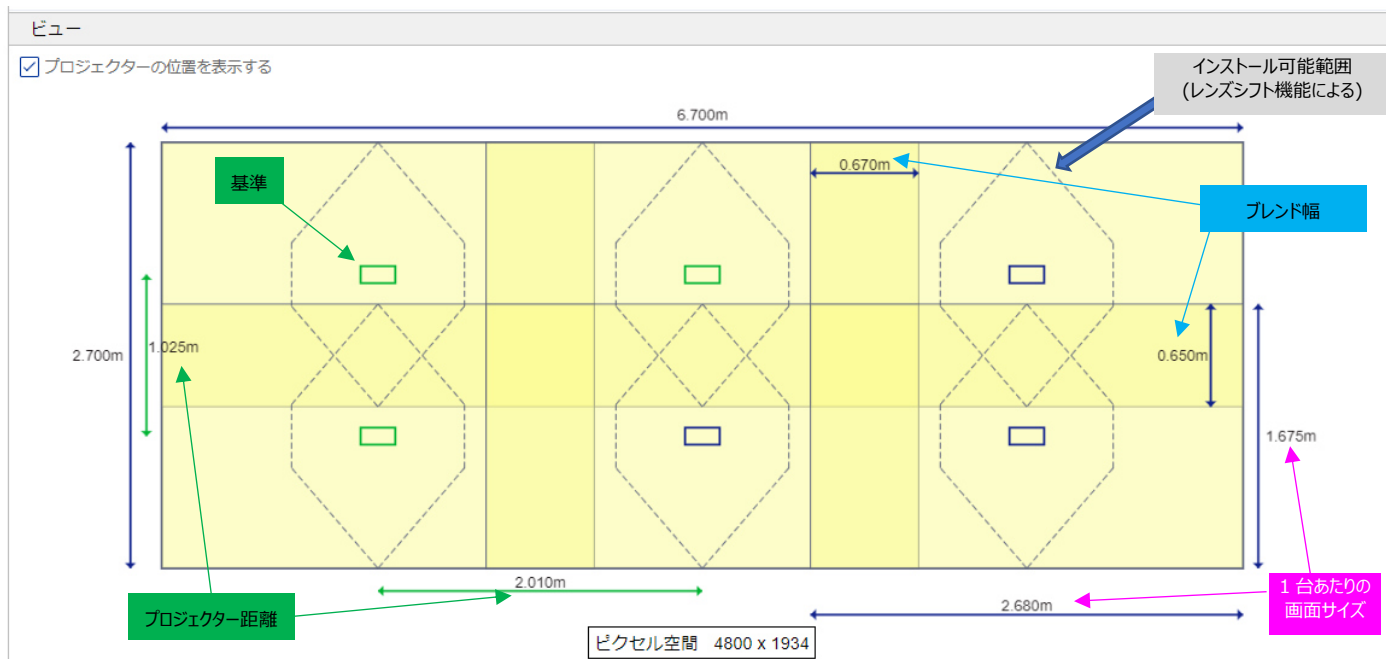 ビュー
プロジェクターの位置を表示する
インストール可能範囲
(レンズシフト機能による)
6.700m
0.670m
基準
ブレンド幅
2.700m
1.025m
0.650m
1.675m
2.010m
2.680m
プロジェクター距離
1 台あたりの
画面サイズ
ピクセル空間 4800 x 1934